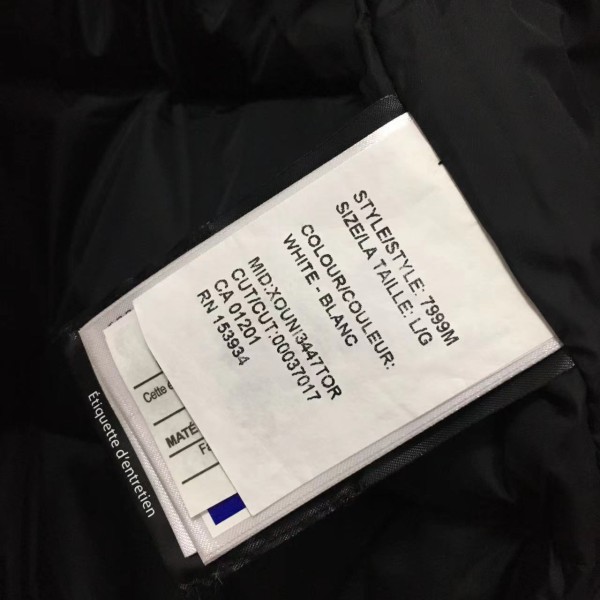 STYLE/STYLE: 7999M
SIZE/LA TAILLE: L/G
COLOUR/COULEUR:
WHITE - BLANC
MID:XOUNI3447TOR
CUT/CUT:00037017
CA 01201
RN 153934
Cette
MATÉ
Étiquette d'entretien